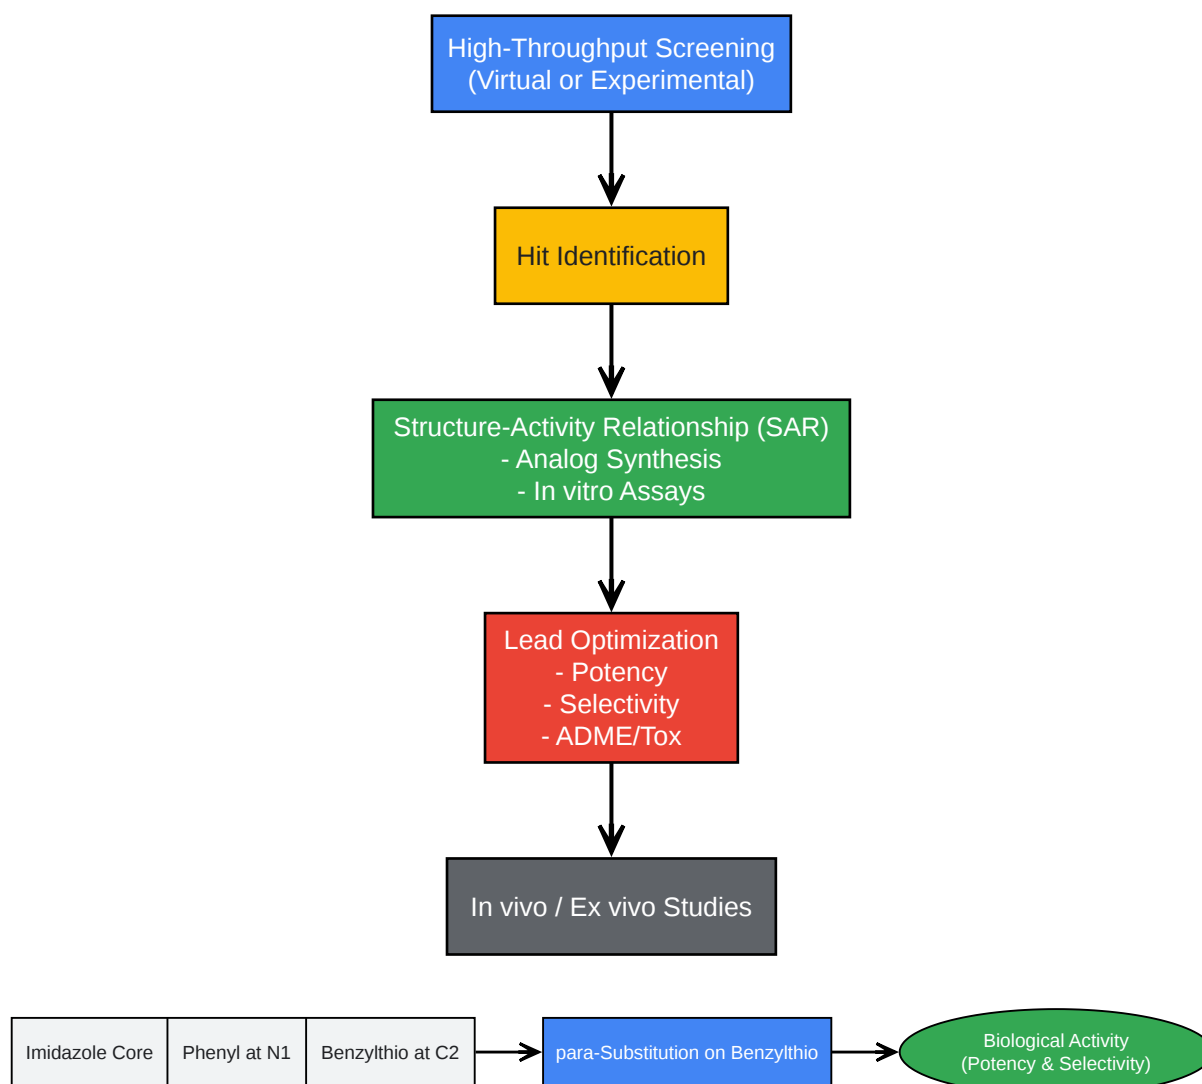 High-Throughput Screening
(Virtual or Experimental)
Hit Identification
Structure-Activity Relationship (SAR)
- Analog Synthesis
- In vitro Assays
Lead Optimization
- Potency
- Selectivity
- ADME/Tox
In vivo / Ex vivo Studies
Imidazole Core
Phenyl at N1
Benzylthio at C2
para-Substitution on Benzylthio
Biological Activity
(Potency & Selectivity)